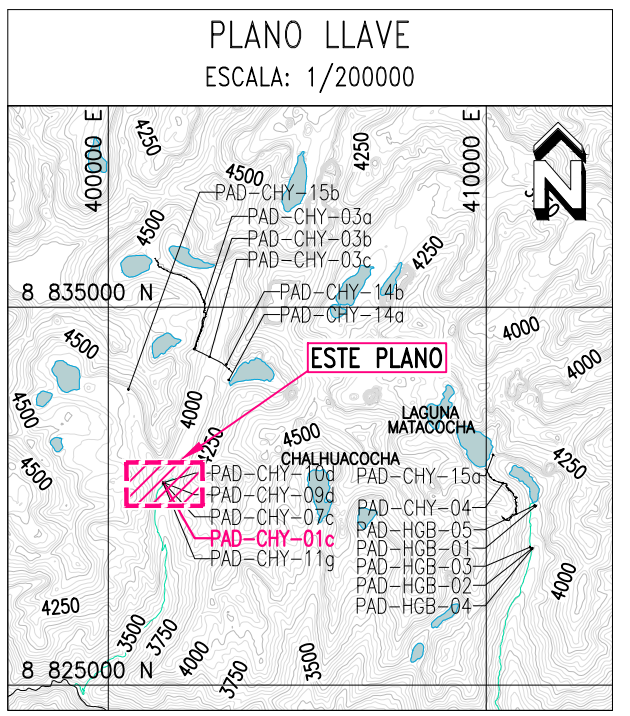 PLANO LLAVE
ESCALA: 1/200000
400000 E
410000 E
4250
4500
4250
N
PAD-CHY-15b
4500
PAD-CHY-03a
PAD-CHY-03b
PAD-CHY-03c
4250
8 835000 N
PAD-CHY-14b
PAD-CHY-14a
4000
4500
ESTE PLANO
4000
4500
4000
LAGUNA
MATACOCHA
4250
4500
CHALHUACOCHA
4250
4500
PAD-CHY-10d
PAD-CHY-15a
PAD-CHY-09d
PAD-CHY-04
PAD-CHY-07c
PAD-HGB-05
PAD-CHY-01c
PAD-HGB-01
PAD-CHY-11g
PAD-HGB-03
PAD-HGB-02
4000
PAD-HGB-04
4250
3500
3750
4000
3750
3500
8 825000 N